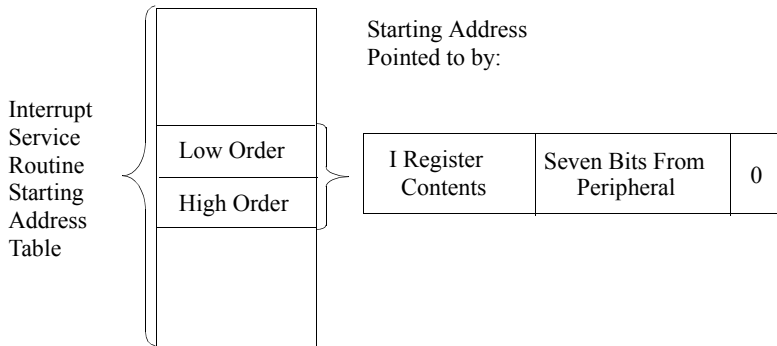 Starting Address
Pointed to by:
Interrupt
Service
Routine
Starting
Address
Table
Low Order
High Order
I Register
Contents
Seven Bits From
Peripheral
0